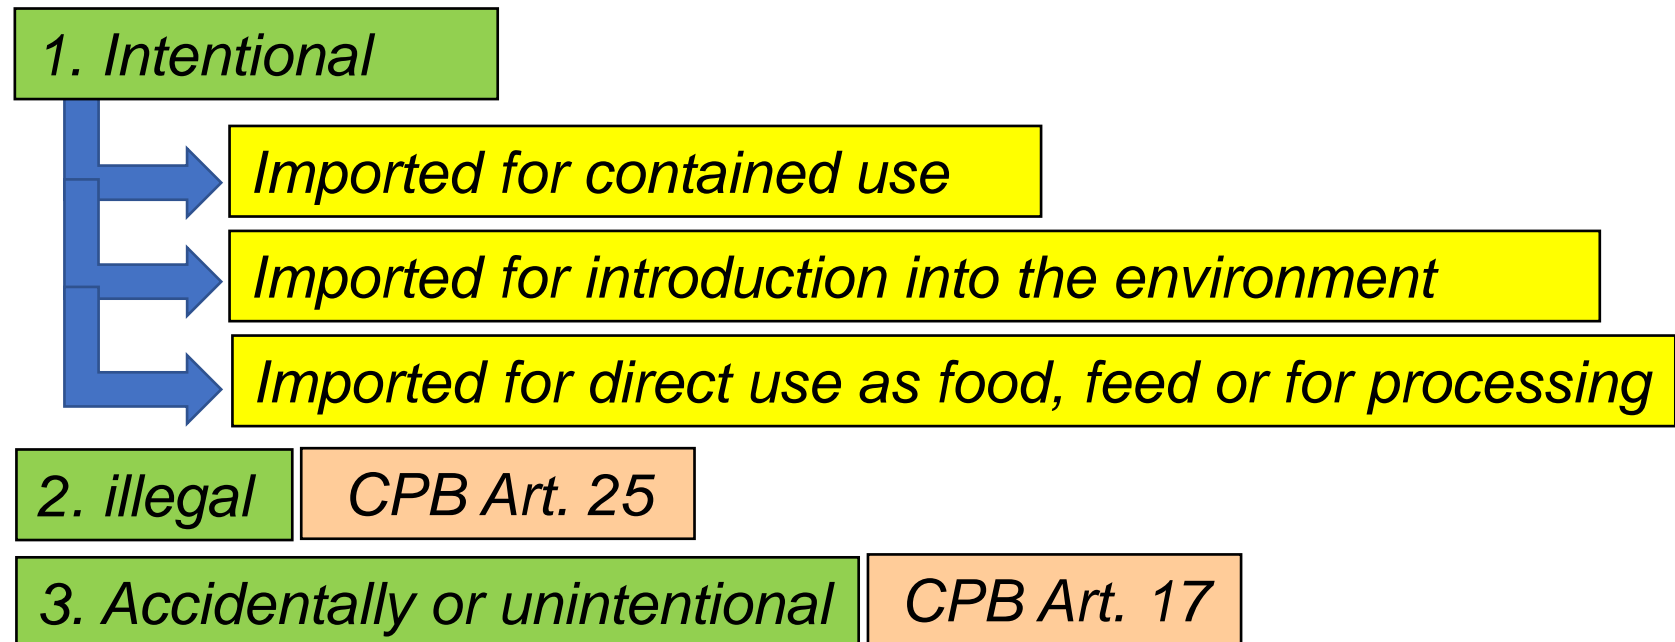 1. Intentional
Imported for contained use
Imported for introduction into the environment
Imported for direct use as food, feed or for processing
2. illegal CPB Art. 25
3. Accidentally or unintentional CPB Art. 17